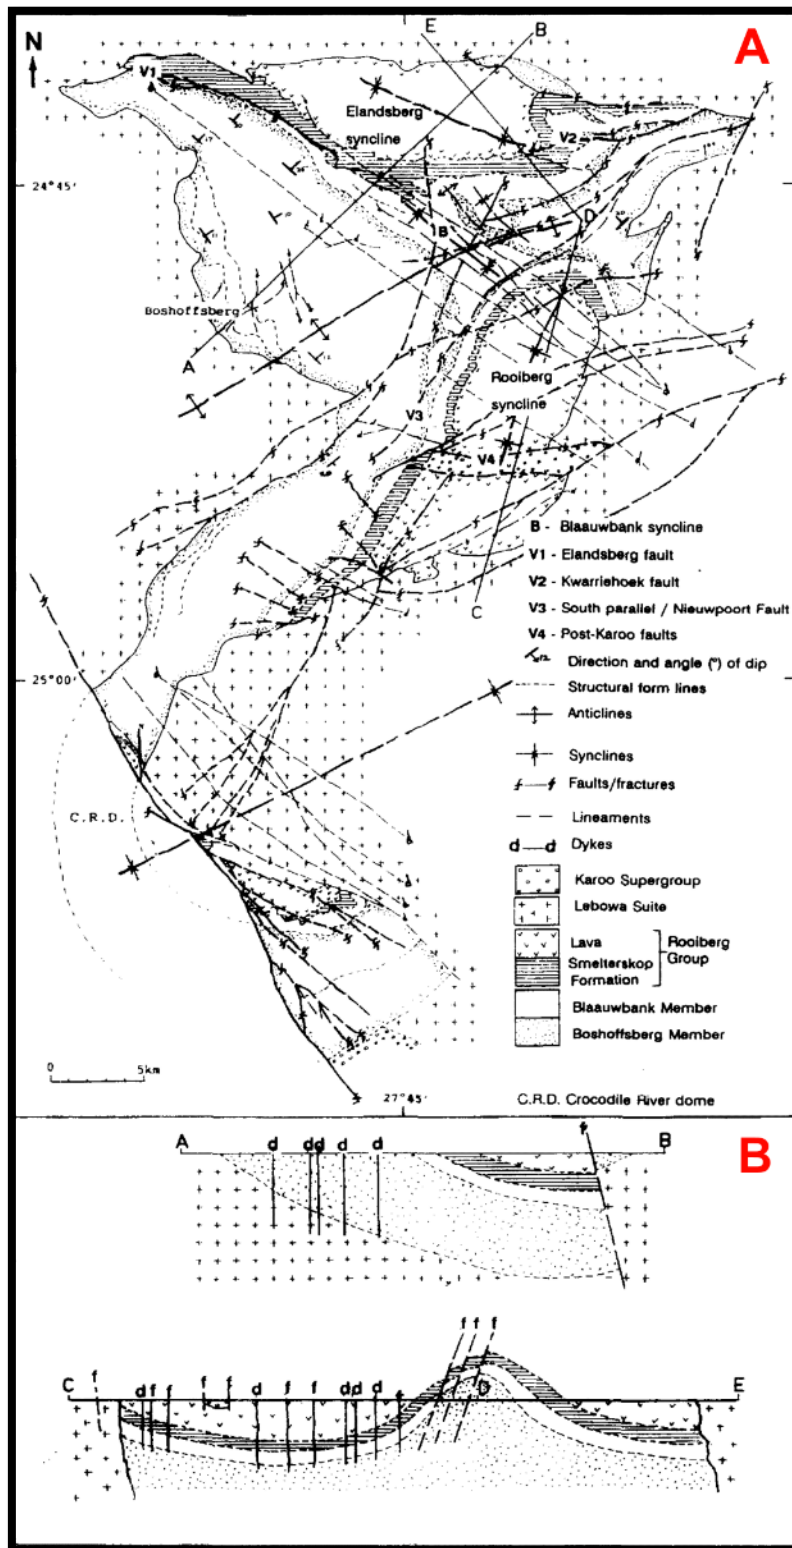 A
N
E
B
V1
Elandsberg
syncline
V2
24°45'
B
D
Boshoffsberg
A
Rooiberg
syncline
V3
V4
C
B - Blaauwbank syncline
V1 - Elandsberg fault
V2 - Kwarriehoek fault
V3 - South parallel / Nieuwpoort Fault
V4 - Post-Karoo faults
Direction and angle (°) of dip
25°00
Structural form lines
Anticlines
Synclines
Faults/fractures
C.R.D.
Lineaments
d d Dykes
Karoo Supergroup
Lebowa Suite
Lava
Rooiberg
Group
Smelterskop
Formation
Blaauwbank Member
Boshoffsberg Member
0 5km
27°45'
C.R.D. Crocodile River dome
B
A d d d d d B
f f f
C f d f f f f d f f d d d D E